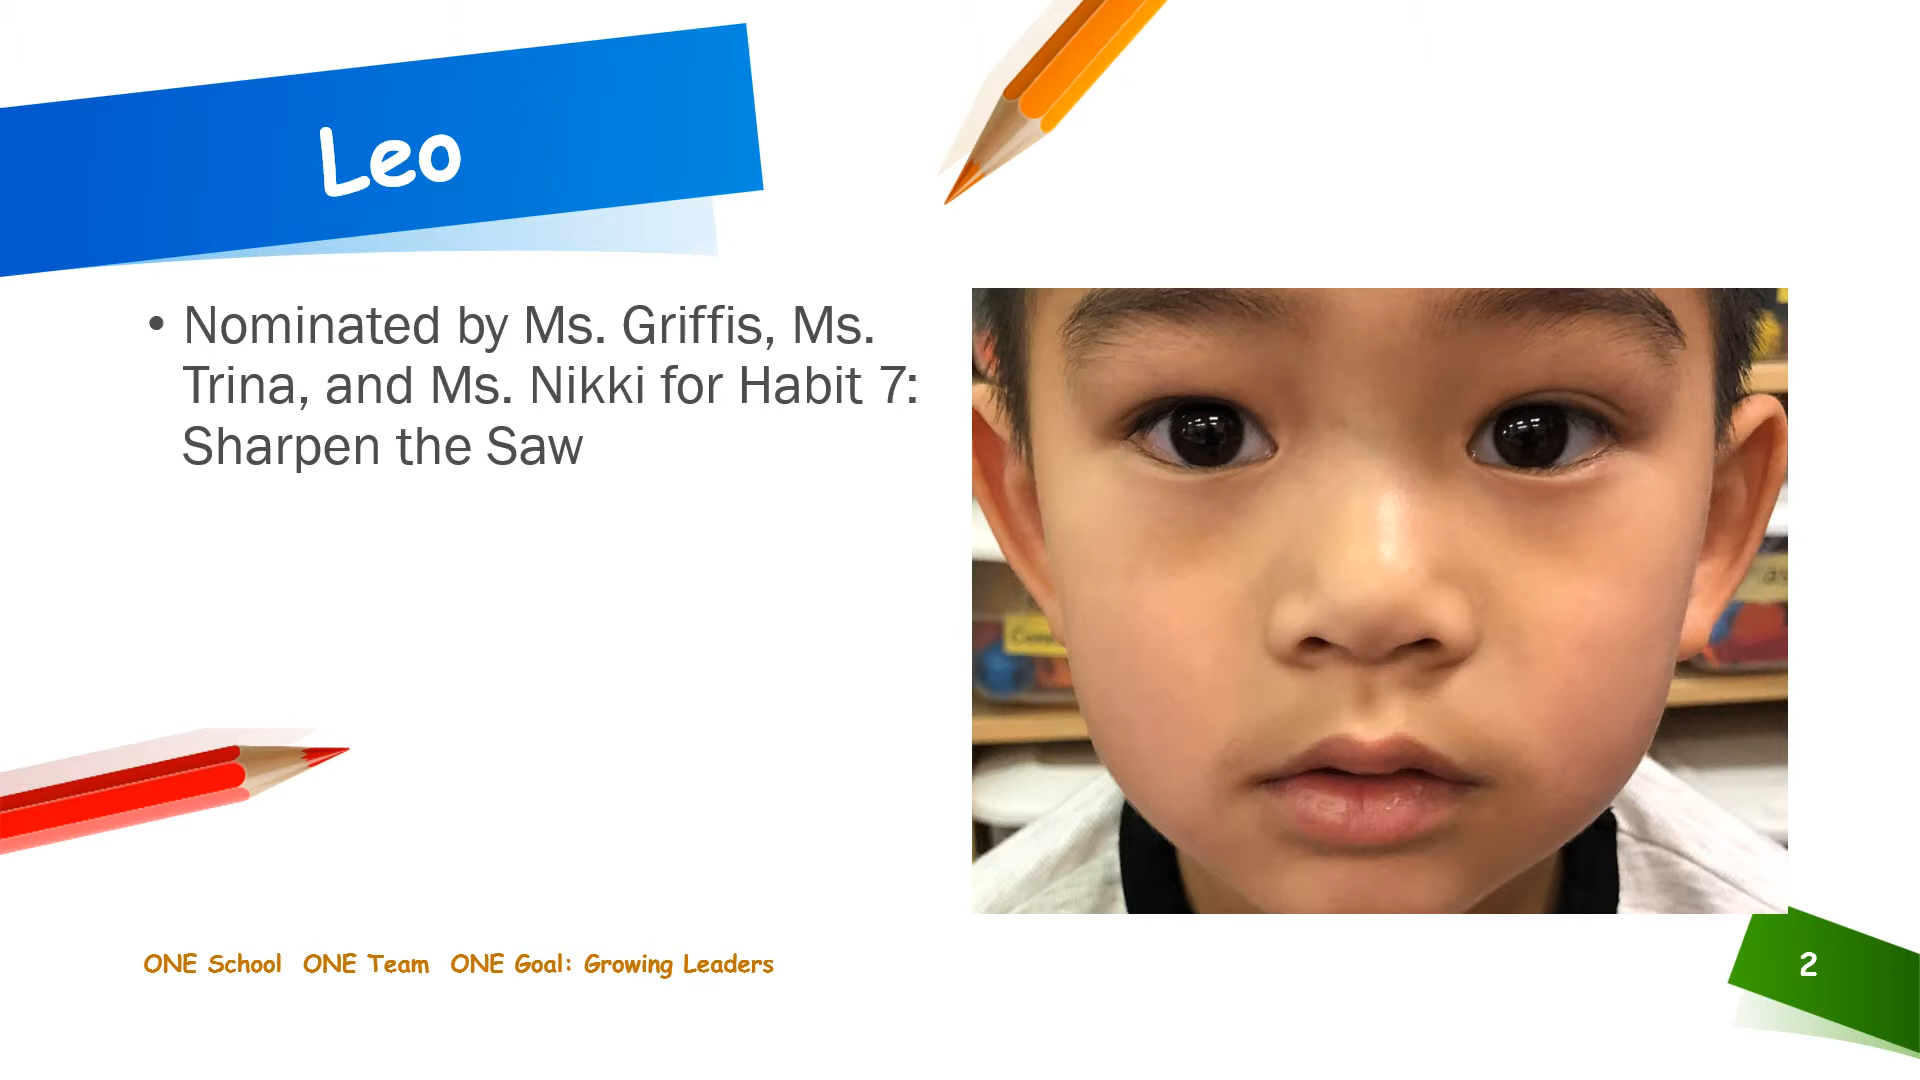 Leo
• Nominated by Ms. Griffis, Ms.
Trina, and Ms. Nikki for Habit 7:
Sharpen the Saw
ONE School ONE Team ONE Goal: Growing Leaders
2